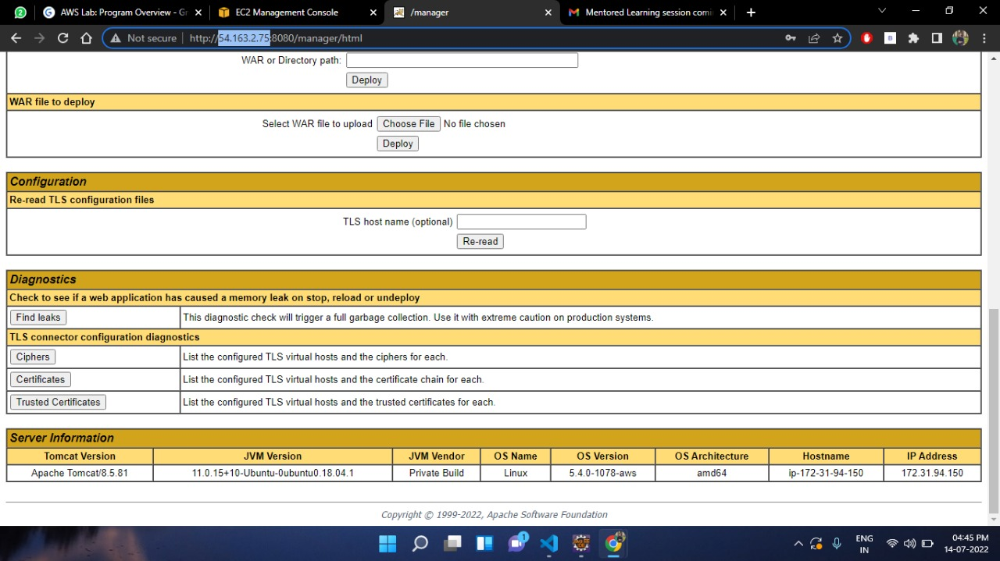 2
AWS Lab: Program Overview - Gr
EC2 Management Console
/manager
Mentored Learning session comi
Not secure
http://54.163.2.75:8080/manager/html
WAR or Directory path:
Deploy
WAR file to deploy
Select WAR file to upload Choose File No file chosen
Deploy
Configuration
Re-read TLS configuration files
TLS host name (optional)
Re-read
Diagnostics
Check to see if a web application has caused a memory leak on stop, reload or undeploy
Find leaks This diagnostic check will trigger a full garbage collection. Use it with extreme caution on production systems.
TLS connector configuration diagnostics
Ciphers List the configured TLS virtual hosts and the ciphers for each.
Certificates List the configured TLS virtual hosts and the certificate chain for each.
Trusted Certificates List the configured TLS virtual hosts and the trusted certificates for each.
Server Information
Tomcat Version JVM Version JVM Vendor OS Name OS Version OS Architecture Hostname IP Address
Apache Tomcat/8.5.81 11.0.15+10-Ubuntu-0ubuntu0.18.04.1 Private Build Linux 5.4.0-1078-aws amd64 ip-172-31-94-150 172.31.94.150
Copyright © 1999-2022, Apache Software Foundation
1
ENG
IN
04:45 PM
14-07-2022